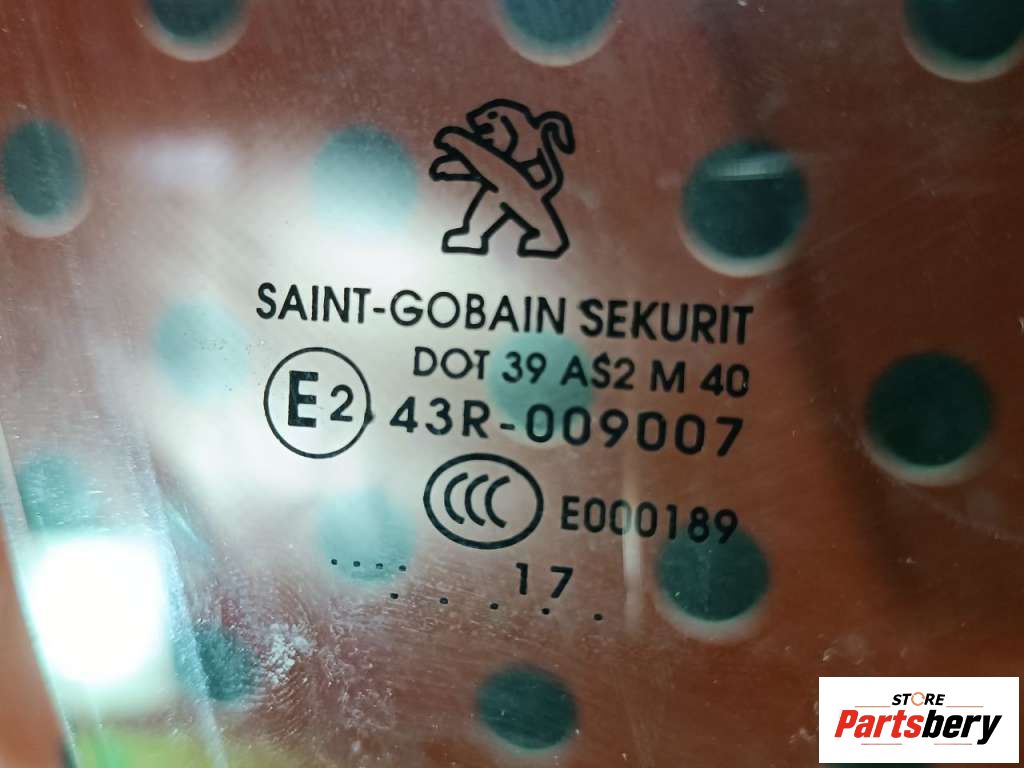 SAINT-GOBAIN SEKURIT
DOT 39 AS2 M 40
E2 43R-009007
CCC E000189
.... 17
. . . . .
STORE
Partsbery